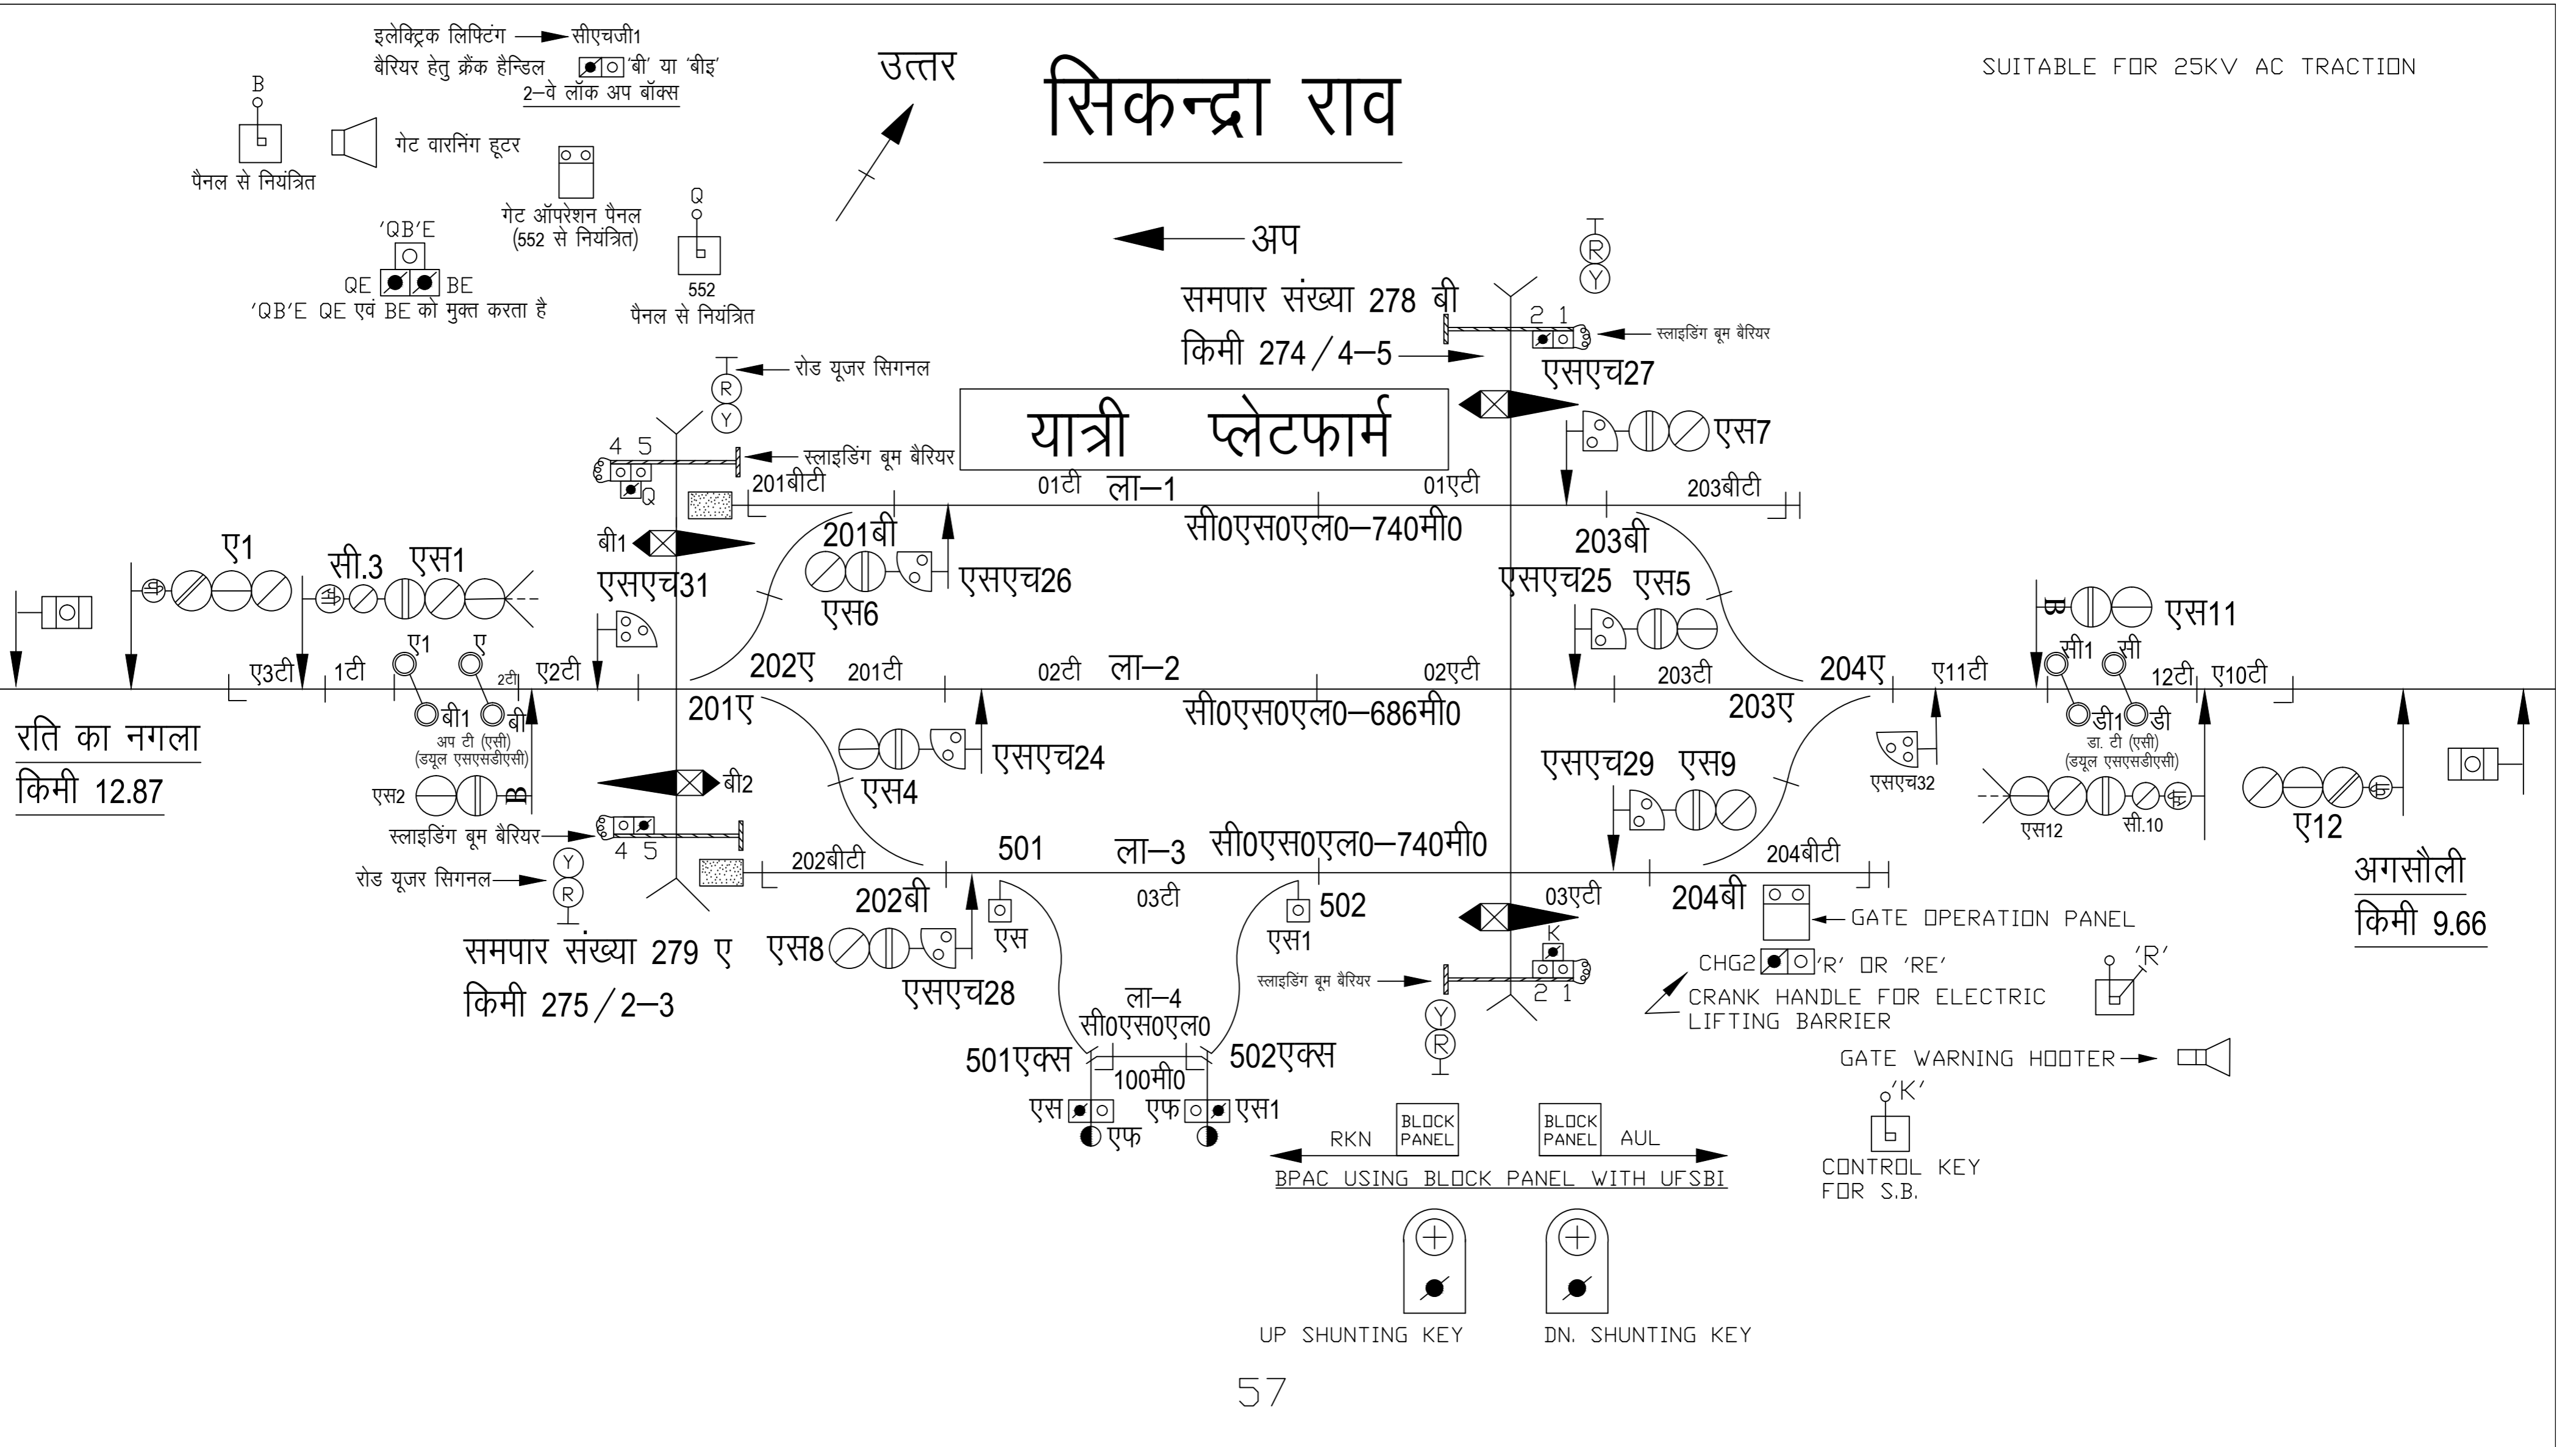 इलेक्ट्रिक लिफ्टिंग सीएचजी1
बैरियर हेतु क्रैंक हैन्डिल 'बी' या 'बीइ'
2–वे लॉक अप बॉक्स
उत्तर
सिकन्द्रा राव
SUITABLE FOR 25KV AC TRACTION
B
पैनल से नियंत्रित
गेट वारनिंग हूटर
गेट ऑपरेशन पैनल
(552 से नियंत्रित)
Q
552
पैनल से नियंत्रित
'QB'E
QE BE
'QB'E QE एवं BE को मुक्त करता है
अप
समपार संख्या 278 बी
किमी 274/4–5
R
Y
2 1
स्लाइडिंग बूम बैरियर
एसएच27
एस7
रोड यूजर सिगनल
R
Y
4 5
स्लाइडिंग बूम बैरियर
Q
यात्री प्लेटफार्म
201बीटी 01टी ला–1 01एटी 203बीटी
सी0एस0एल0–740मी0
बी1
201बी
203बी
एसएच31
एस6
एसएच26
एसएच25
एस5
ए1
सी.3
एस1
B
एस11
ए3टी 1टी ए1 ए 2टी ए2टी
202ए 201टी 02टी ला–2 02एटी 203टी 204ए ए11टी
सी1 सी 12टी ए10टी
सी0एस0एल0–686मी0
201ए
203ए
रति का नगला
किमी 12.87
बी1 बी
अप टी (एसी)
(डयूल एसएसडीएसी)
एस2
B
स्लाइडिंग बूम बैरियर
4 5
रोड यूजर सिगनल
Y
R
बी2
एस4
एसएच24
एसएच29
एस9
एसएच32
डी1 डी
डा. टी (एसी)
(डयूल एसएसडीएसी)
एस12
सी.10
ए12
अगसौली
किमी 9.66
202बीटी 501 ला–3 सी0एस0एल0–740मी0 204बीटी
03टी
03एटी
202बी
204बी
समपार संख्या 279 ए
किमी 275/2–3
एस8
एसएच28
एस
एस1
502
K
2 1
स्लाइडिंग बूम बैरियर
Y
R
GATE OPERATION PANEL
CHG2 'R' OR 'RE'
CRANK HANDLE FOR ELECTRIC
LIFTING BARRIER
'R'
GATE WARNING HOOTER
ला–4
सी0एस0एल0
501एक्स
502एक्स
100मी0
एस एफ एस1
एफ
'K'
CONTROL KEY
FOR S.B.
BLOCK
PANEL
BLOCK
PANEL
RKN AUL
BPAC USING BLOCK PANEL WITH UFSBI
UP SHUNTING KEY
DN. SHUNTING KEY
57